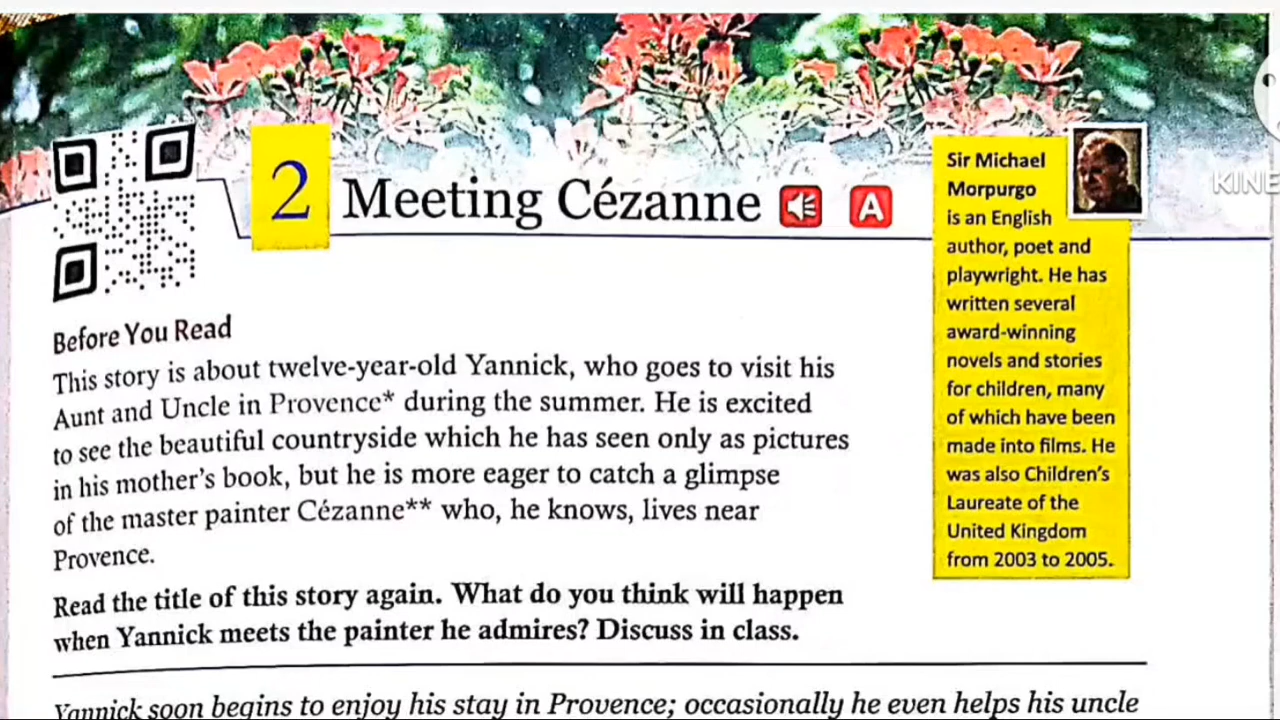 2 Meeting Cézanne
A
Before You Read
This story is about twelve-year-old Yannick, who goes to visit his
Aunt and Uncle in Provence* during the summer. He is excited
to see the beautiful countryside which he has seen only as pictures
in his mother's book, but he is more eager to catch a glimpse
of the master painter Cézanne** who, he knows, lives near
Provence.
Read the title of this story again. What do you think will happen
when Yannick meets the painter he admires? Discuss in class.
Yannick soon begins to enjoy his stay in Provence; occasionally he even helps his uncle
Sir Michael
Morpurgo
is an English
author, poet and
playwright. He has
written several
award-winning
novels and stories
for children, many
of which have been
made into films. He
was also Children's
Laureate of the
United Kingdom
from 2003 to 2005.
KINE